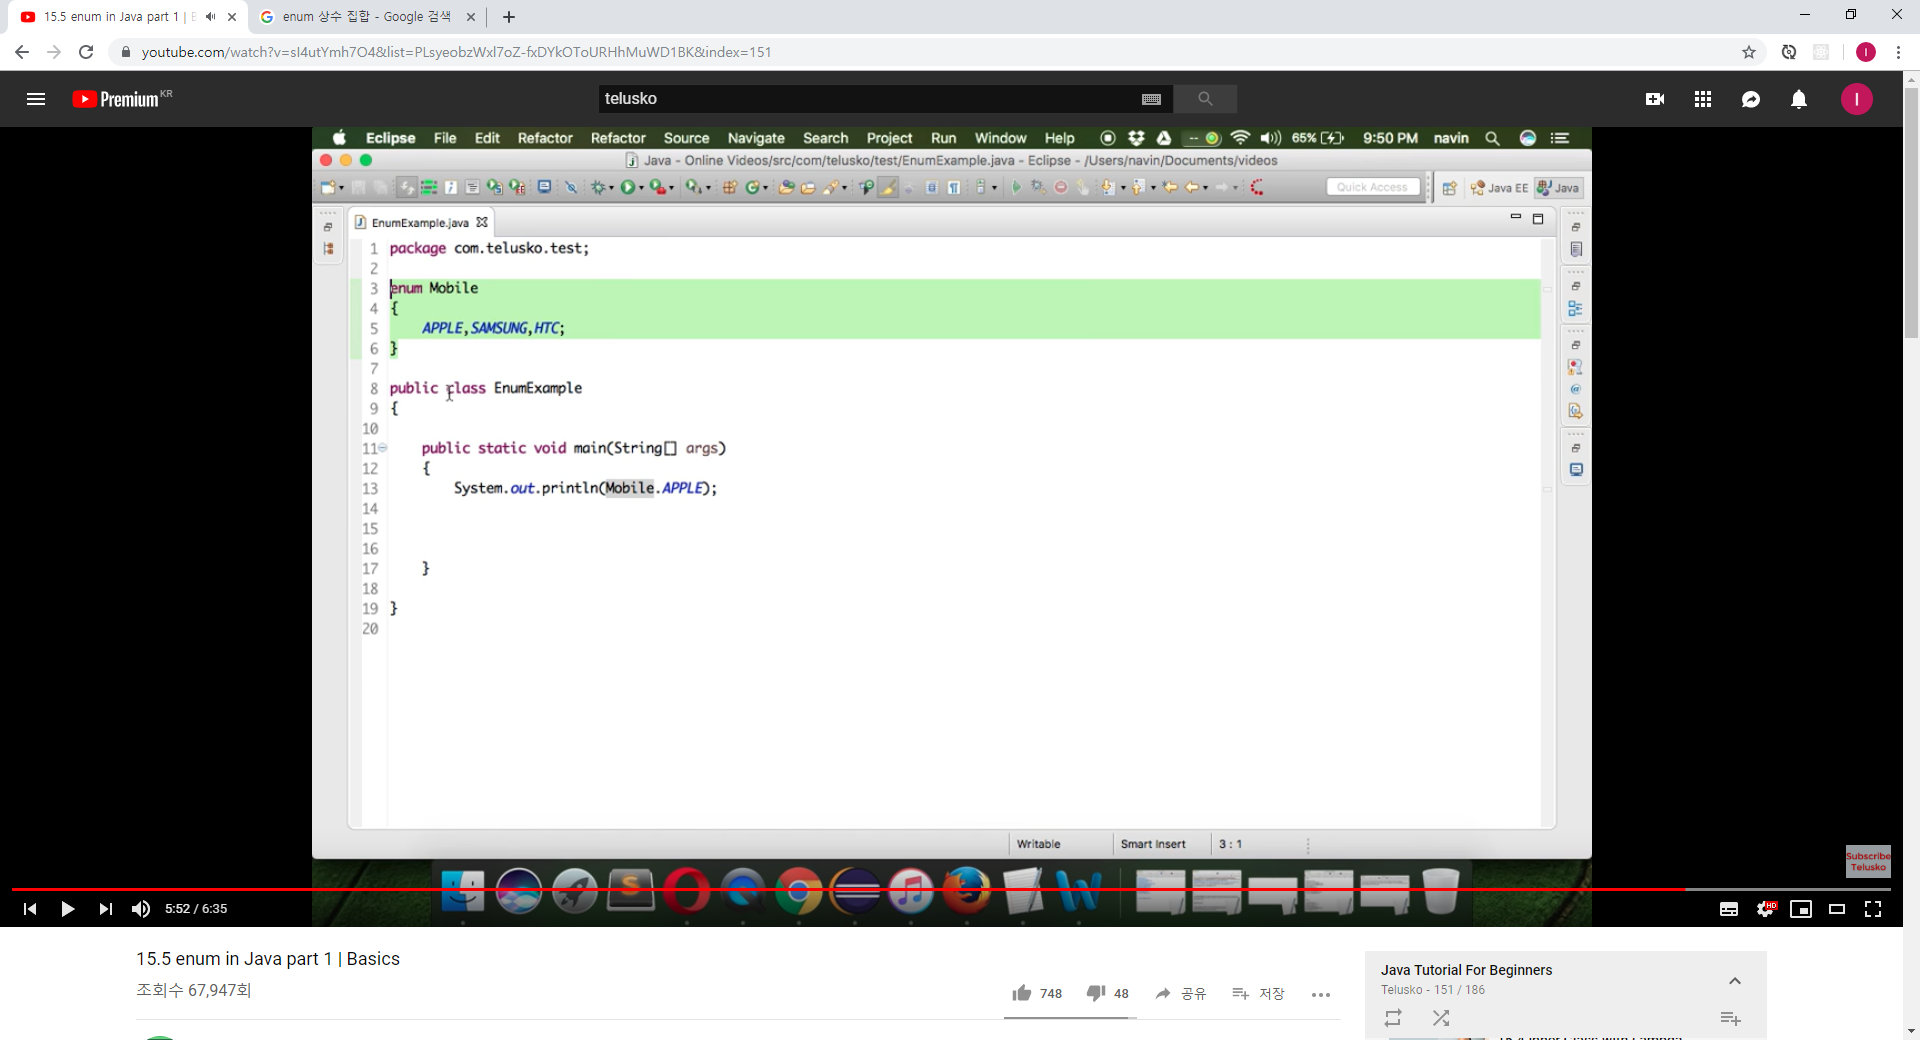 15.5 enum in Java part 1 |
enum 상수 집합 - Google 검색
youtube.com/watch?v=sI4utYmh7O4&list=PLsyeobzWxl7oZ-fxDYkOToURHhMuWD1BK&index=151
Premium KR
telusko
I
Eclipse File Edit Refactor Refactor Source Navigate Search Project Run Window Help 65% 9:50 PM navin
Java - Online Videos/src/com/telusko/test/EnumExample.java - Eclipse - /Users/navin/Documents/videos
Quick Access Java EE Java
EnumExample.java
1 package com.telusko.test;
2
3 enum Mobile
4 {
5 APPLE,SAMSUNG,HTC;
6 }
7
8 public class EnumExample
9 {
10
11 public static void main(String[] args)
12 {
13 System.out.println(Mobile.APPLE);
14
15
16
17 }
18
19 }
20
Writable Smart Insert 3 : 1
Subscribe
Telusko
5:52 / 6:35
HD
15.5 enum in Java part 1 | Basics
조회수 67,947회
748 48 공유 저장
Java Tutorial For Beginners
Telusko - 151 / 186